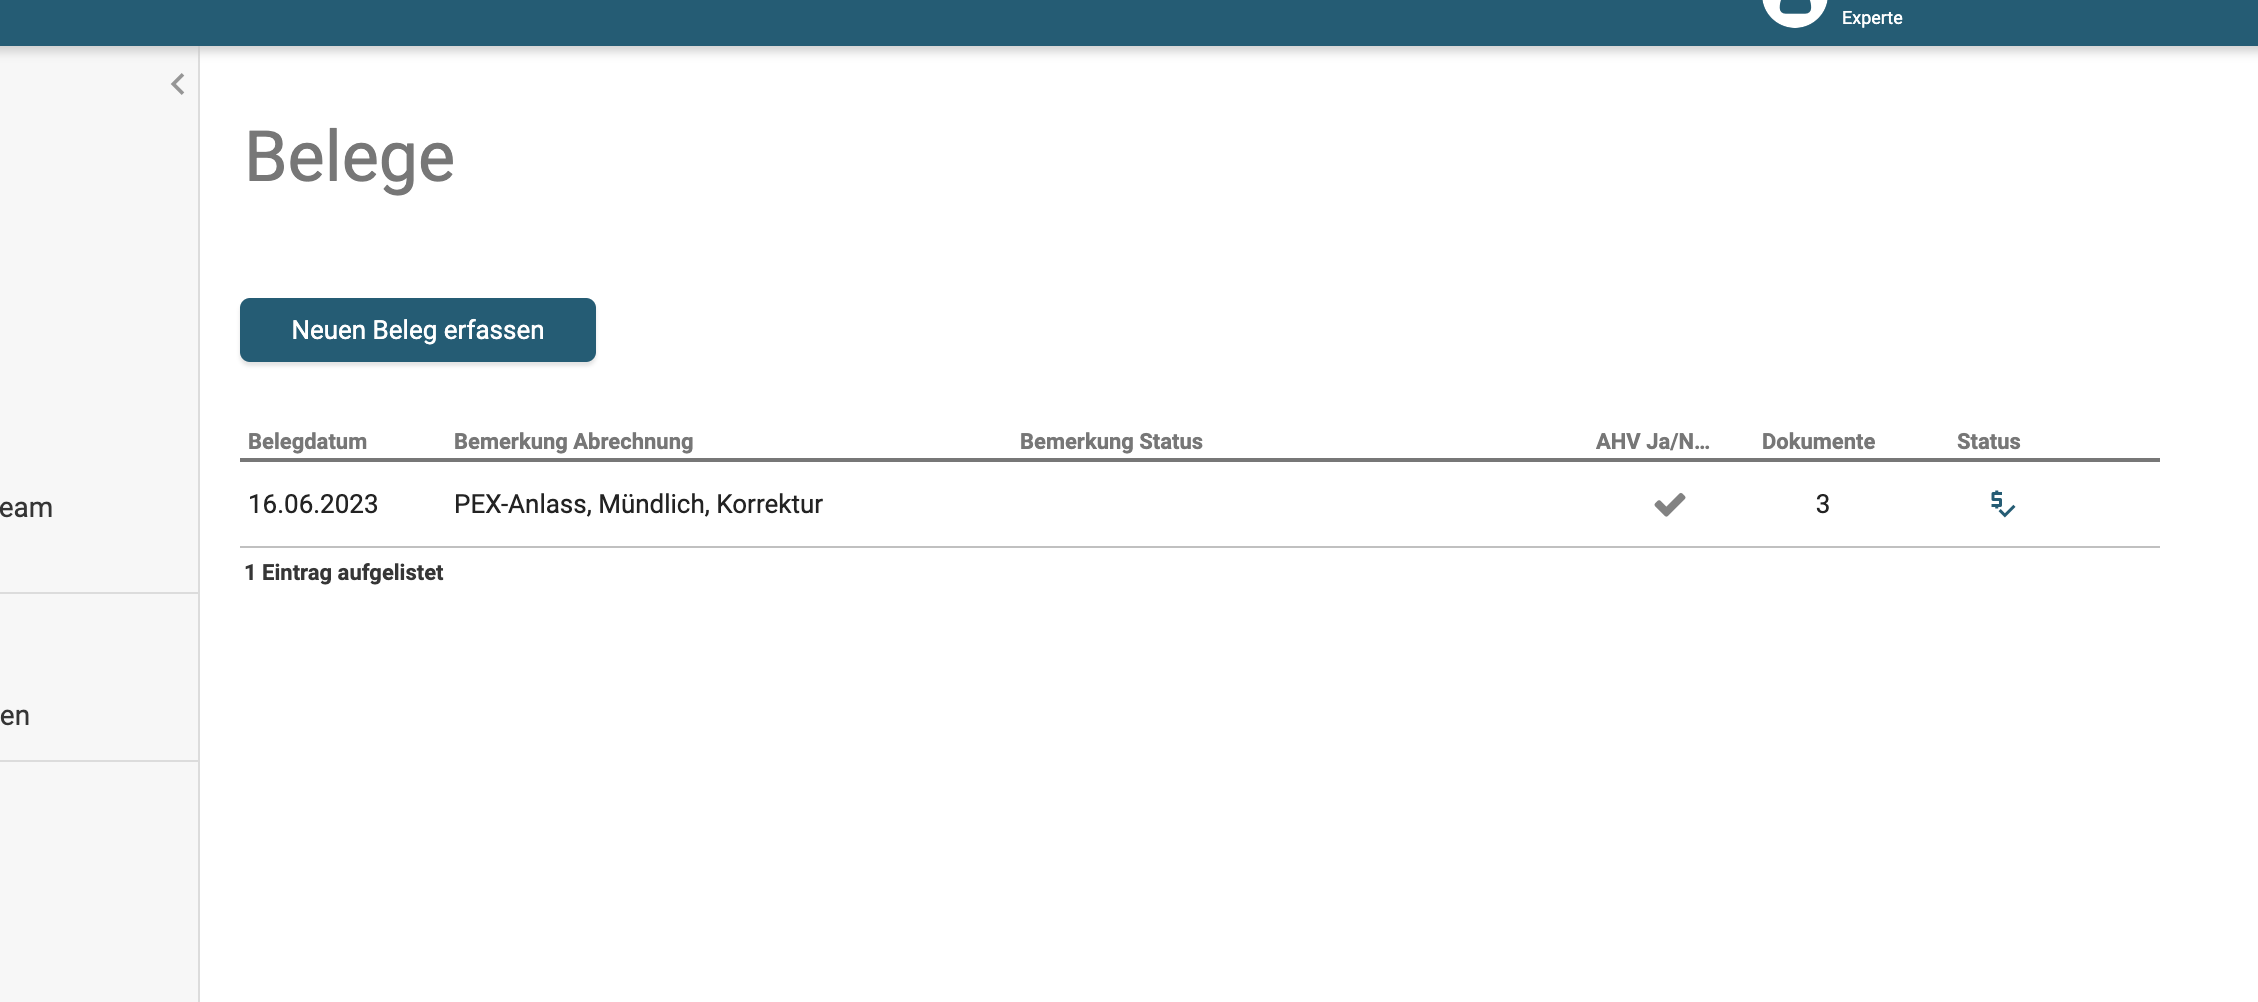 Experte
Belege
Neuen Beleg erfassen
Belegdatum Bemerkung Abrechnung Bemerkung Status AHV Ja/N... Dokumente Status
16.06.2023 PEX-Anlass, Mündlich, Korrektur 3
1 Eintrag aufgelistet
eam
en